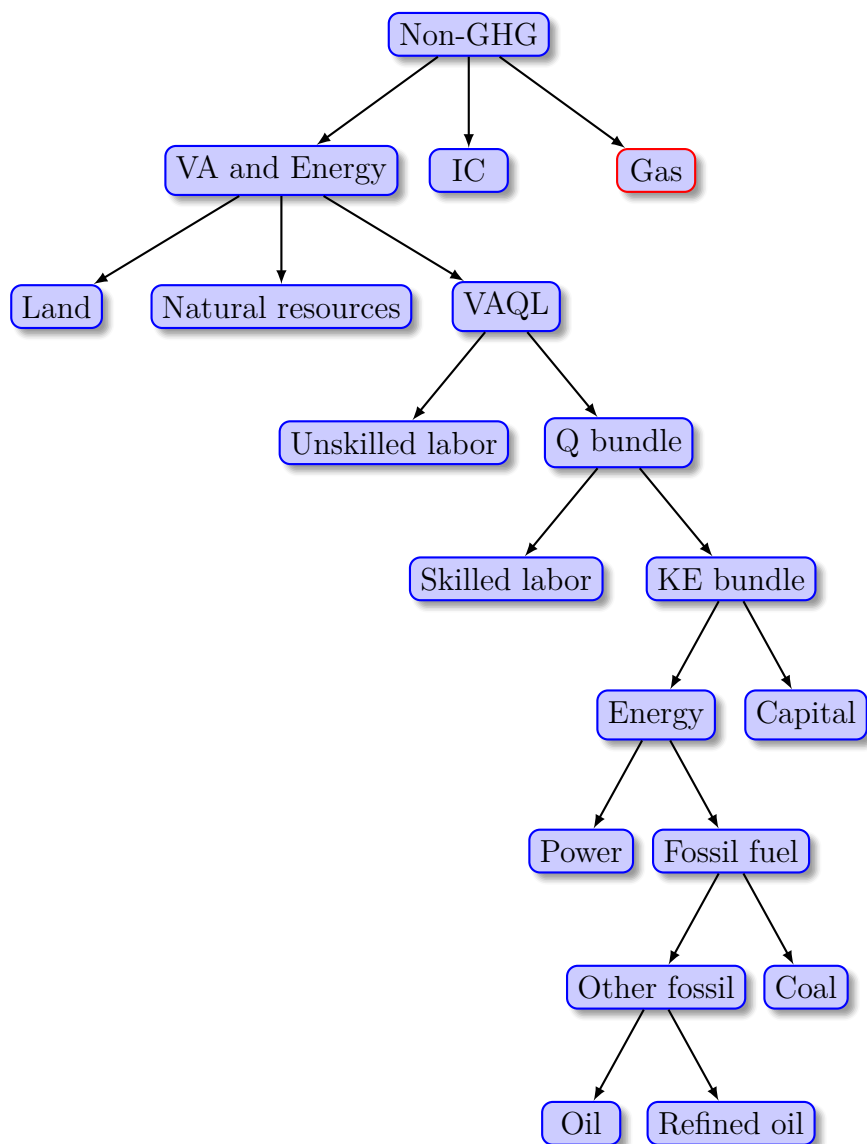 Non-GHG
VA and Energy
IC
Gas
Land
Natural resources
VAQL
Unskilled labor
Q bundle
Skilled labor
KE bundle
Energy
Capital
Power
Fossil fuel
Other fossil
Coal
Oil
Refined oil